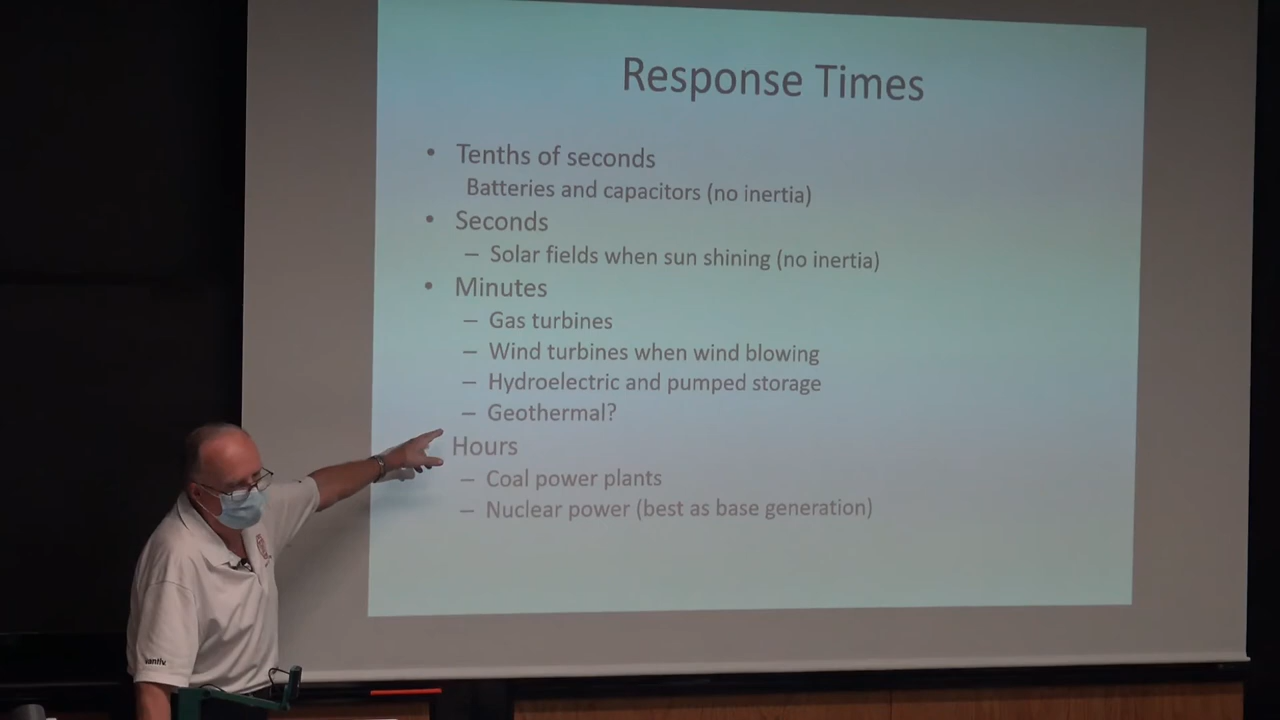 Response Times
• Tenths of seconds
Batteries and capacitors (no inertia)
• Seconds
– Solar fields when sun shining (no inertia)
• Minutes
– Gas turbines
– Wind turbines when wind blowing
– Hydroelectric and pumped storage
– Geothermal?
Hours
– Coal power plants
– Nuclear power (best as base generation)
vantiv